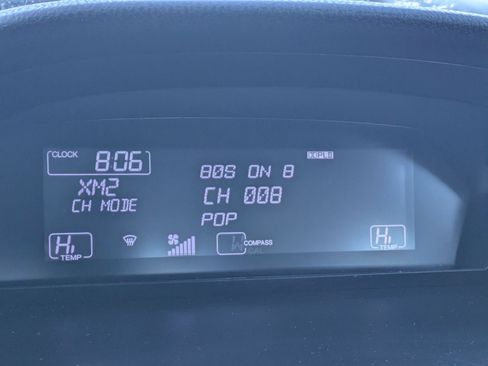 CLOCK 8:06
80S ON 8
XM2
CH 008
CH MODE
POP
Hi
TEMP
W
COMPASS
Hi
TEMP